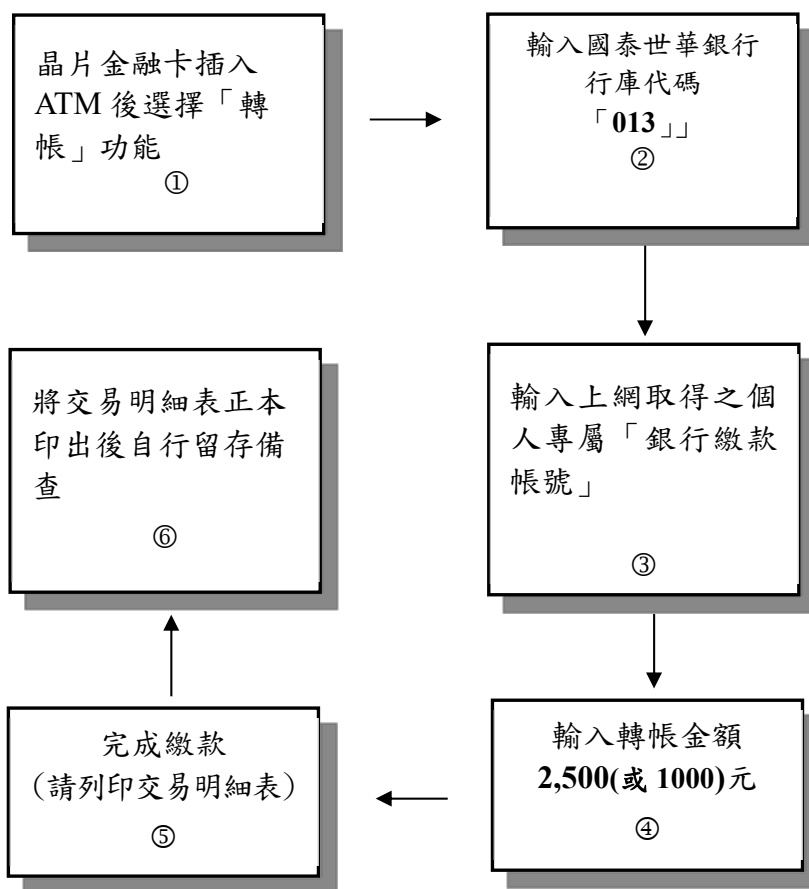 晶片金融卡插入
ATM 後選擇「轉
帳」功能
①
輸入國泰世華銀行
行庫代碼
「013」」
②
輸入上網取得之個
人專屬「銀行繳款
帳號」
③
輸入轉帳金額
2,500(或 1000)元
④
完成繳款
(請列印交易明細表)
⑤
將交易明細表正本
印出後自行留存備
查
⑥